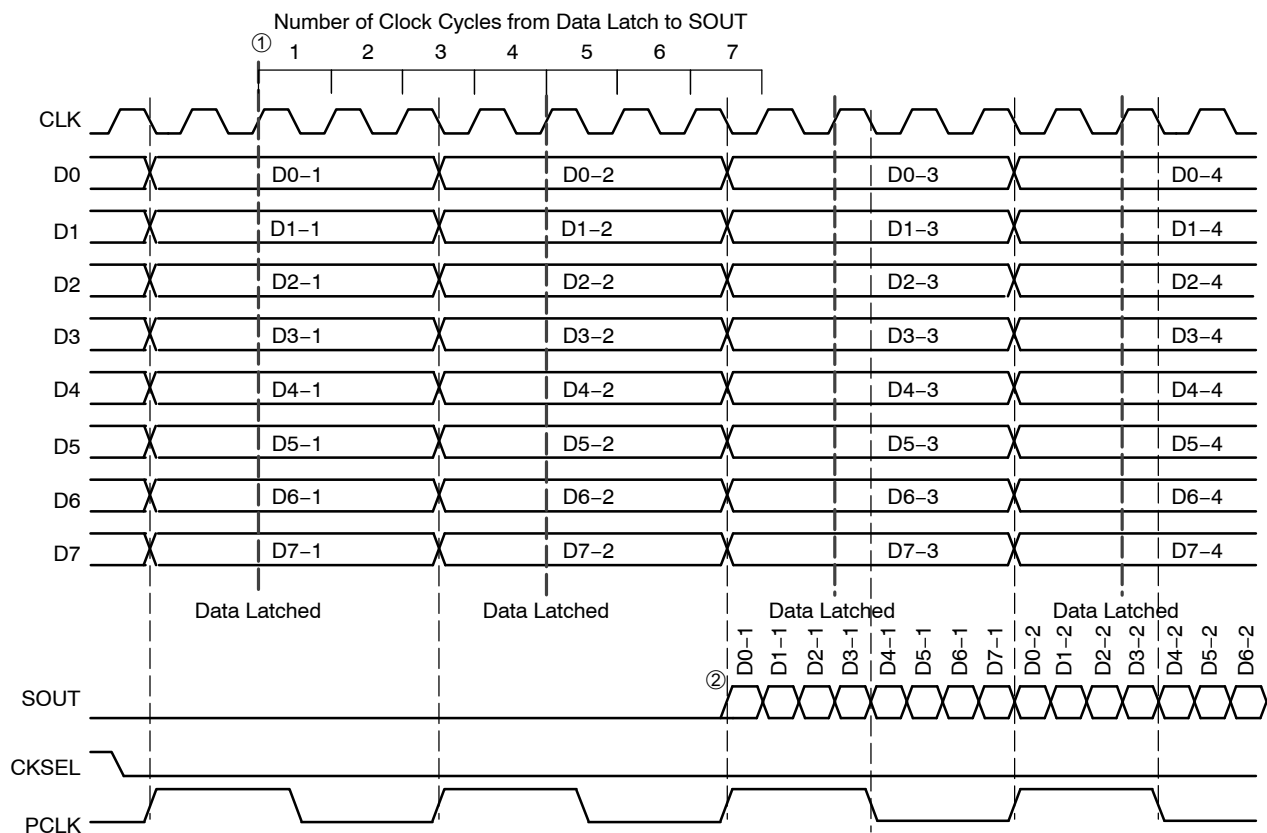 Number of Clock Cycles from Data Latch to SOUT
① 1 2 3 4 5 6 7
CLK
D0 D0−1 D0−2 D0−3 D0−4
D1 D1−1 D1−2 D1−3 D1−4
D2 D2−1 D2−2 D2−3 D2−4
D3 D3−1 D3−2 D3−3 D3−4
D4 D4−1 D4−2 D4−3 D4−4
D5 D5−1 D5−2 D5−3 D5−4
D6 D6−1 D6−2 D6−3 D6−4
D7 D7−1 D7−2 D7−3 D7−4
Data Latched Data Latched Data Latched Data Latched
D0−1 D1−1 D2−1 D3−1 D4−1 D5−1 D6−1 D7−1 D0−2 D1−2 D2−2 D3−2 D4−2 D5−2 D6−2
②
SOUT
CKSEL
PCLK